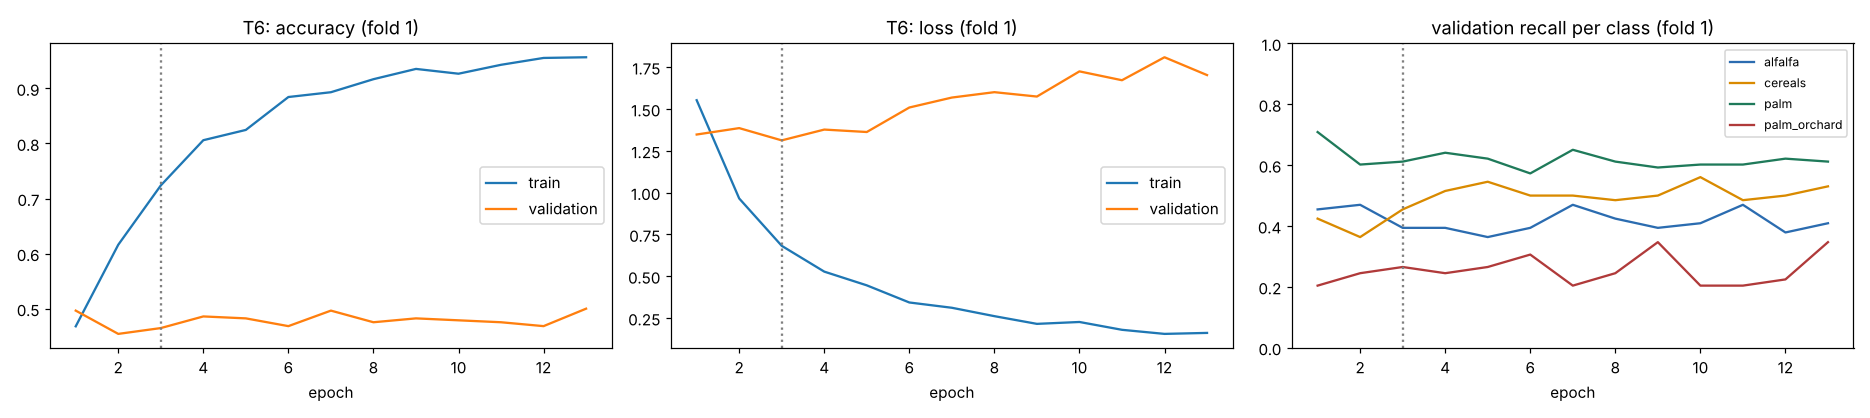 T6: accuracy (fold 1)
0.9
0.8
0.7
0.6
0.5
train
validation
2 4 6 8 10 12
epoch
T6: loss (fold 1)
1.75
1.50
1.25
1.00
0.75
0.50
0.25
train
validation
2 4 6 8 10 12
epoch
validation recall per class (fold 1)
1.0
0.8
0.6
0.4
0.2
0.0
alfalfa
cereals
palm
palm_orchard
2 4 6 8 10 12
epoch